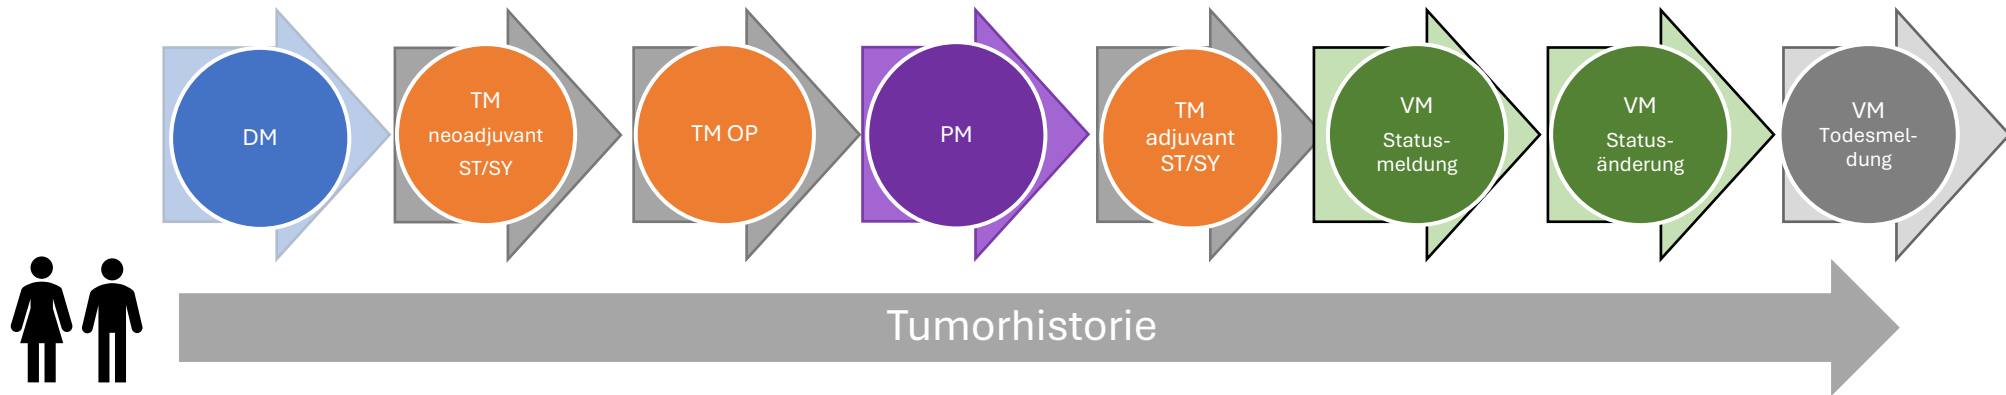 DM
TM
neoadjuvant
ST/SY
TM OP
PM
TM
adjuvant
ST/SY
VM
Status-
meldung
VM
Status-
änderung
VM
Todesmel-
dung
Tumorhistorie